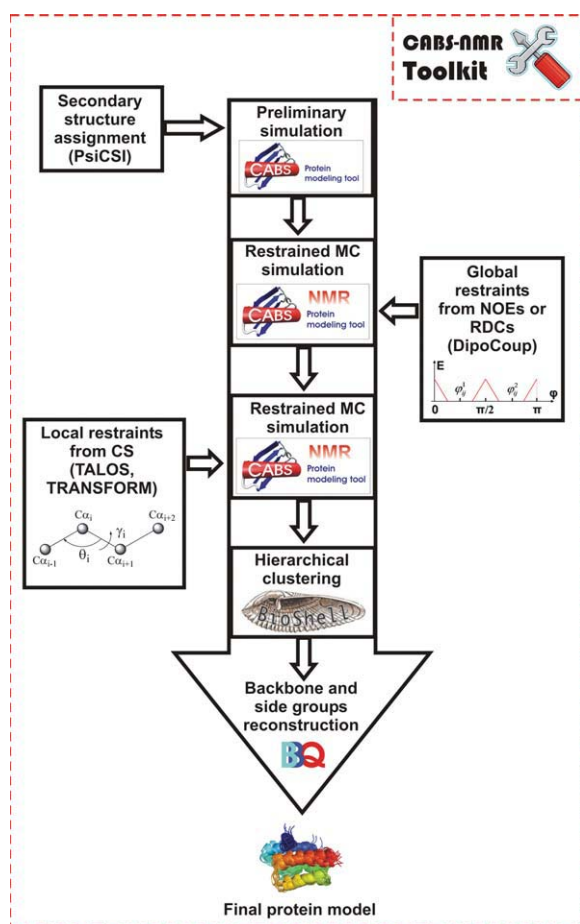 CABS-NMR
Toolkit
Secondary
structure
assignment
(PsiCSI)
Preliminary
simulation
CABS
Protein
modeling tool
Restrained MC
simulation
NMR
CABS
Protein
modeling tool
Global
restraints
from NOEs or
RDCs
(DipoCoup)
E
φ¹θ φ²θ φ
0 π/2 π
Restrained MC
simulation
NMR
CABS
Protein
modeling tool
Local restraints
from CS
(TALOS,
TRANSFORM)
Cαi Cαi+2
γi
θi
Cαi-1 Cαi+1
Hierarchical
clustering
BioShell
Backbone and
side groups
reconstruction
BBQ
Final protein model